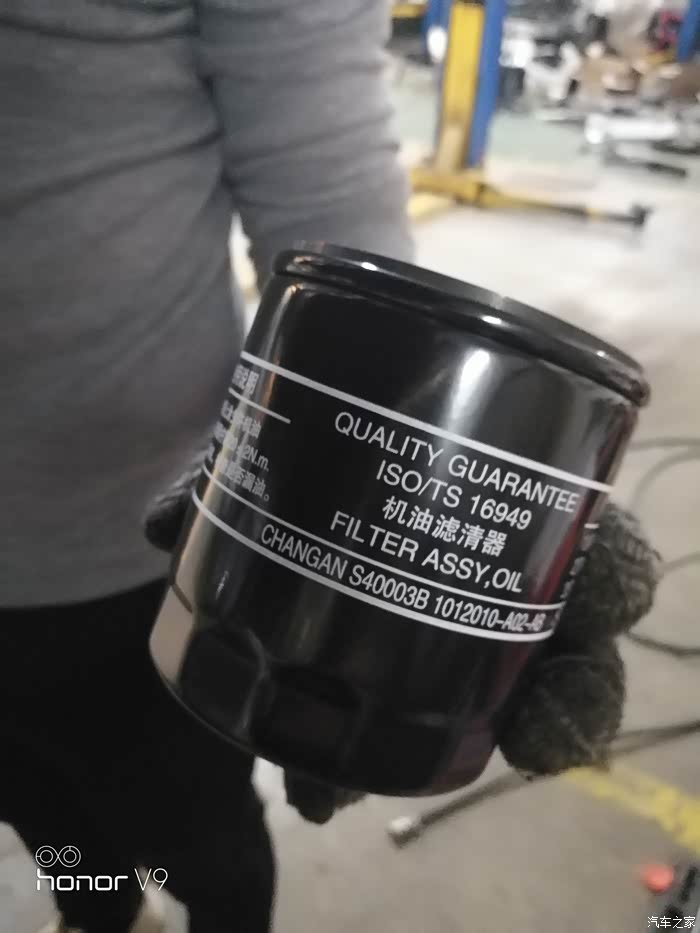 QUALITY GUARANTEE
ISO/TS 16949
机油滤清器
FILTER ASSY,OIL
CHANGAN S40003B 1012010-A02-AB
2N.m.
honor V9
汽车之家